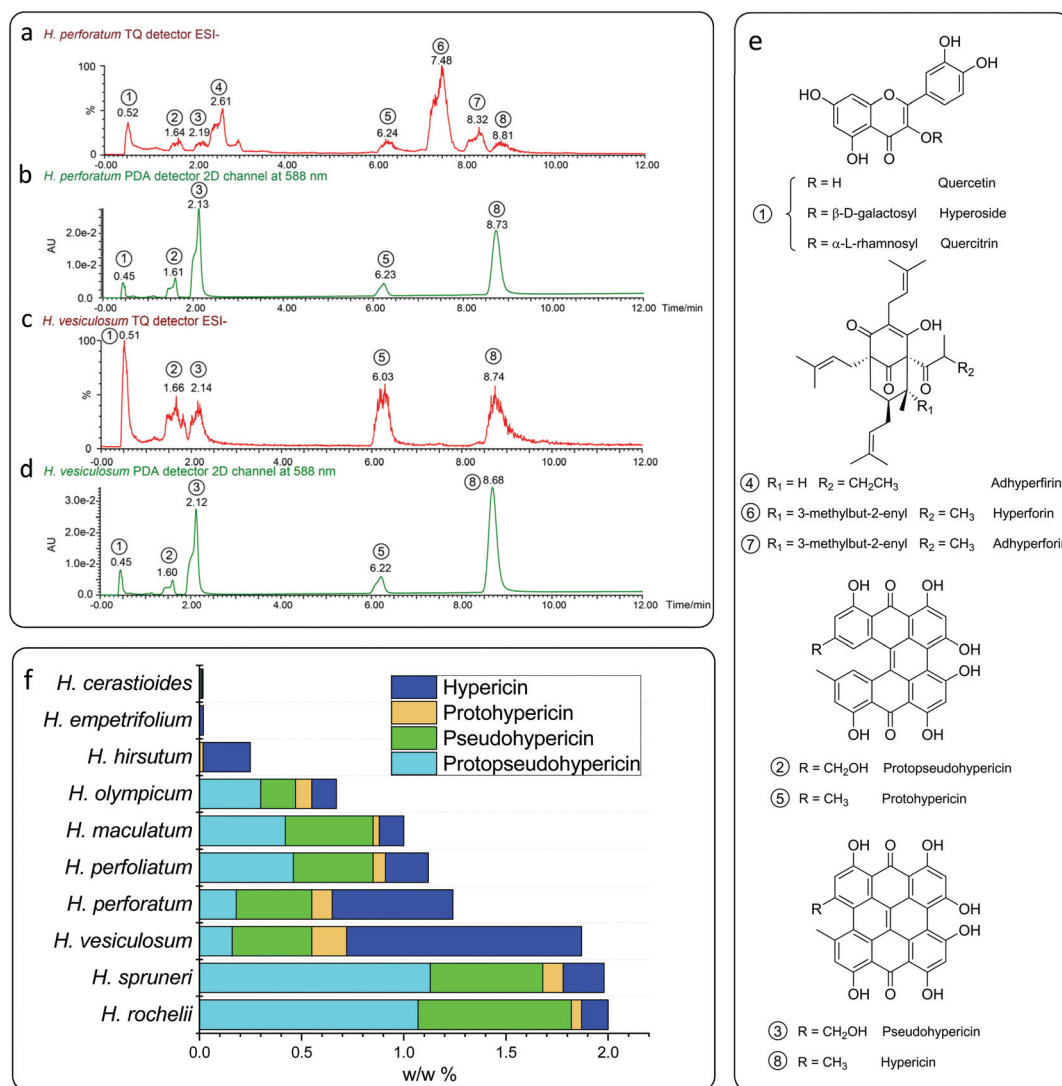 a H. perforatum TQ detector ESI-
100
%
0
① 0.52
② 1.64
③ 2.19
④ 2.61
⑤ 6.24
⑥ 7.48
⑦ 8.32
⑧ 8.81
-0.00 2.00 4.00 6.00 8.00 10.00 12.00
b H. perforatum PDA detector 2D channel at 588 nm
AU
2.0e-2
1.0e-2
0.0
① 0.45
② 1.61
③ 2.13
⑤ 6.23
⑧ 8.73
-0.00 2.00 4.00 6.00 8.00 10.00 12.00 Time/min
c H. vesiculosum TQ detector ESI-
100
%
0
① 0.51
② 1.66
③ 2.14
⑤ 6.03
⑧ 8.74
-0.00 2.00 4.00 6.00 8.00 10.00 12.00
d H. vesiculosum PDA detector 2D channel at 588 nm
AU
3.0e-2
2.0e-2
1.0e-2
0.0
① 0.45
② 1.60
③ 2.12
⑤ 6.22
⑧ 8.68
-0.00 2.00 4.00 6.00 8.00 10.00 12.00 Time/min
e
OH
OH
HO
O
O
R
OH O
R = H Quercetin
① R = β-D-galactosyl Hyperoside
R = α-L-rhamnosyl Quercitrin
O OH
O O R₂
R₁
④ R₁ = H R₂ = CH₂CH₃ Adhyperfirin
⑥ R₁ = 3-methylbut-2-enyl R₂ = CH₃ Hyperforin
⑦ R₁ = 3-methylbut-2-enyl R₂ = CH₃ Adhyperforin
OH O OH
R OH
OH
OH O OH
② R = CH₂OH Protopseudohypericin
⑤ R = CH₃ Protohypericin
OH O OH
R OH
OH
OH O OH
③ R = CH₂OH Pseudohypericin
⑧ R = CH₃ Hypericin
f
Hypericin
Protohypericin
Pseudohypericin
Protopseudohypericin
H. cerastioides
H. empetrifolium
H. hirsutum
H. olympicum
H. maculatum
H. perfoliatum
H. perforatum
H. vesiculosum
H. spruneri
H. rochelii
0.0 0.5 1.0 1.5 2.0
w/w %